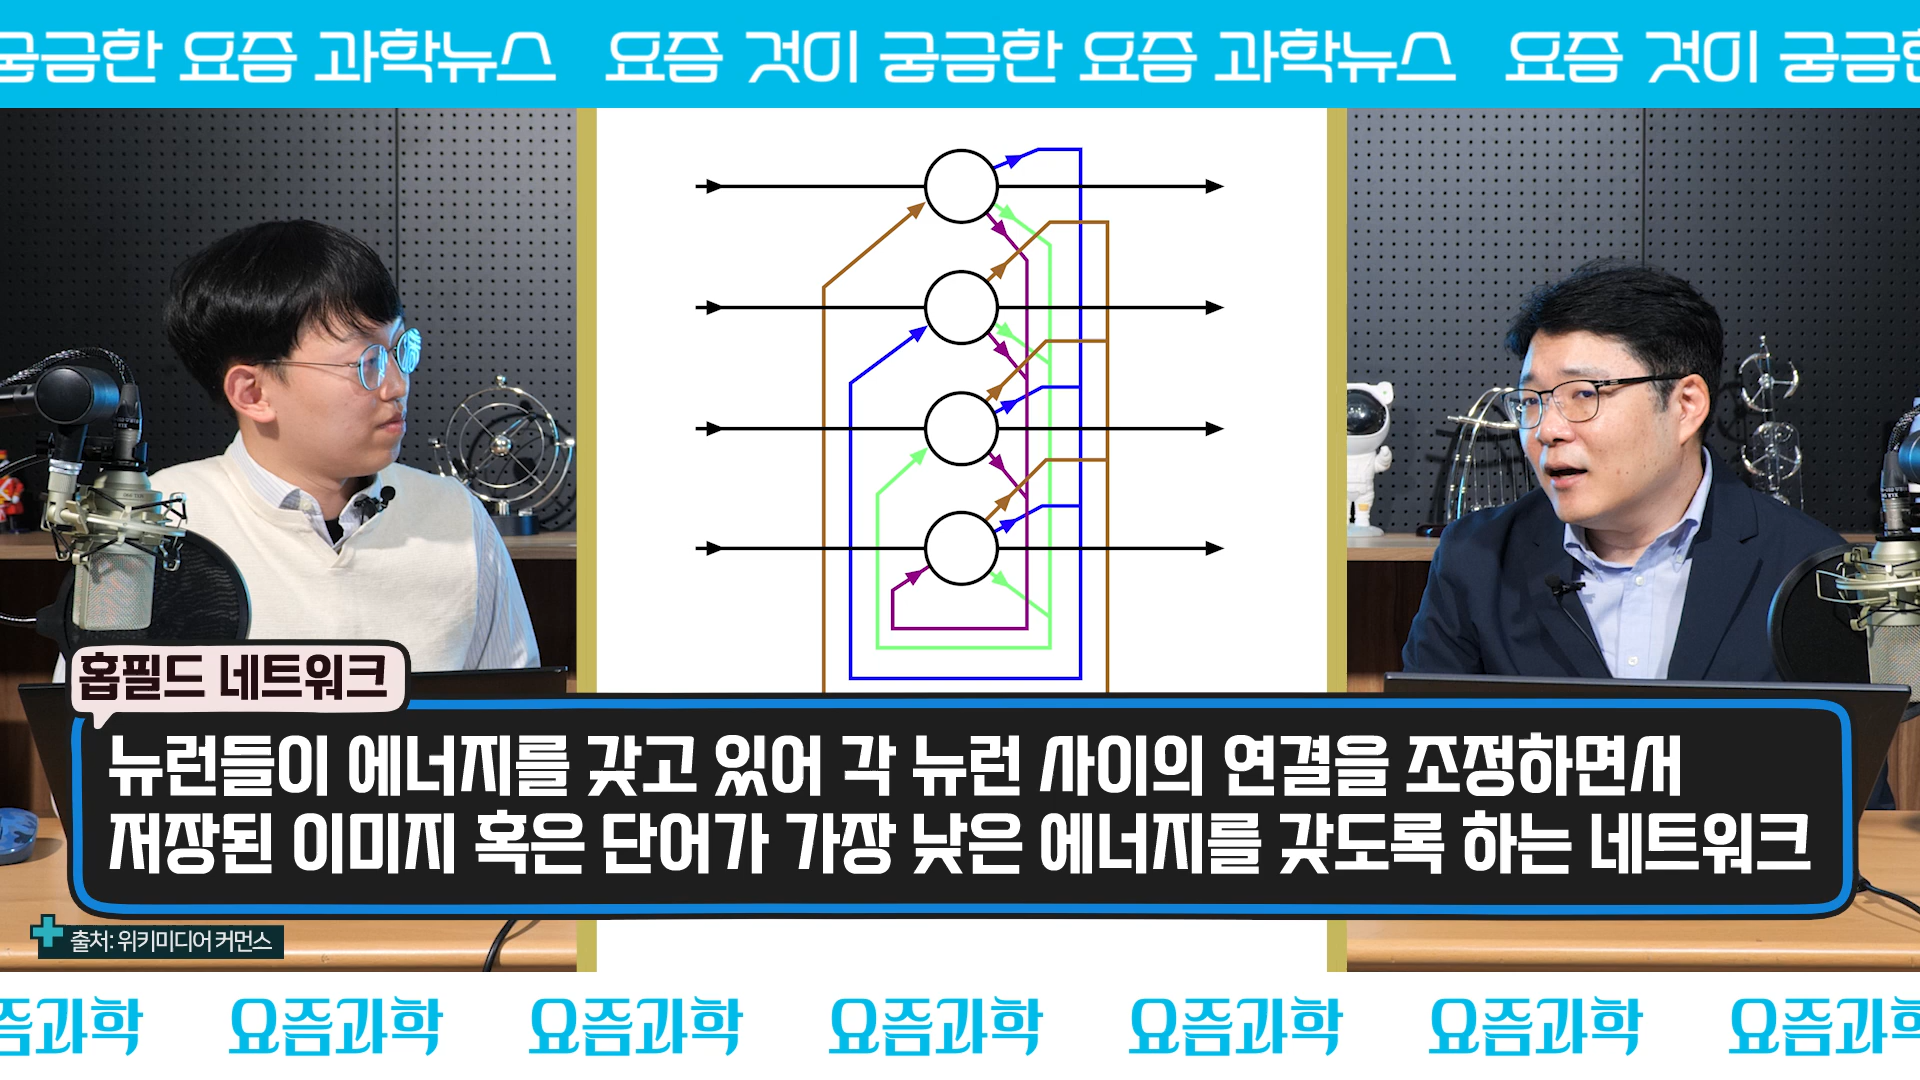 궁금한 요즘 과학뉴스 요즘 것이 궁금한 요즘 과학뉴스 요즘 것이 궁금한
홉필드 네트워크
뉴런들이 에너지를 갖고 있어 각 뉴런 사이의 연결을 조정하면서
저장된 이미지 혹은 단어가 가장 낮은 에너지를 갖도록 하는 네트워크
출처: 위키미디어 커먼스
즘과학 요즘과학 요즘과학 요즘과학 요즘과학 요즘과학 요즘과학